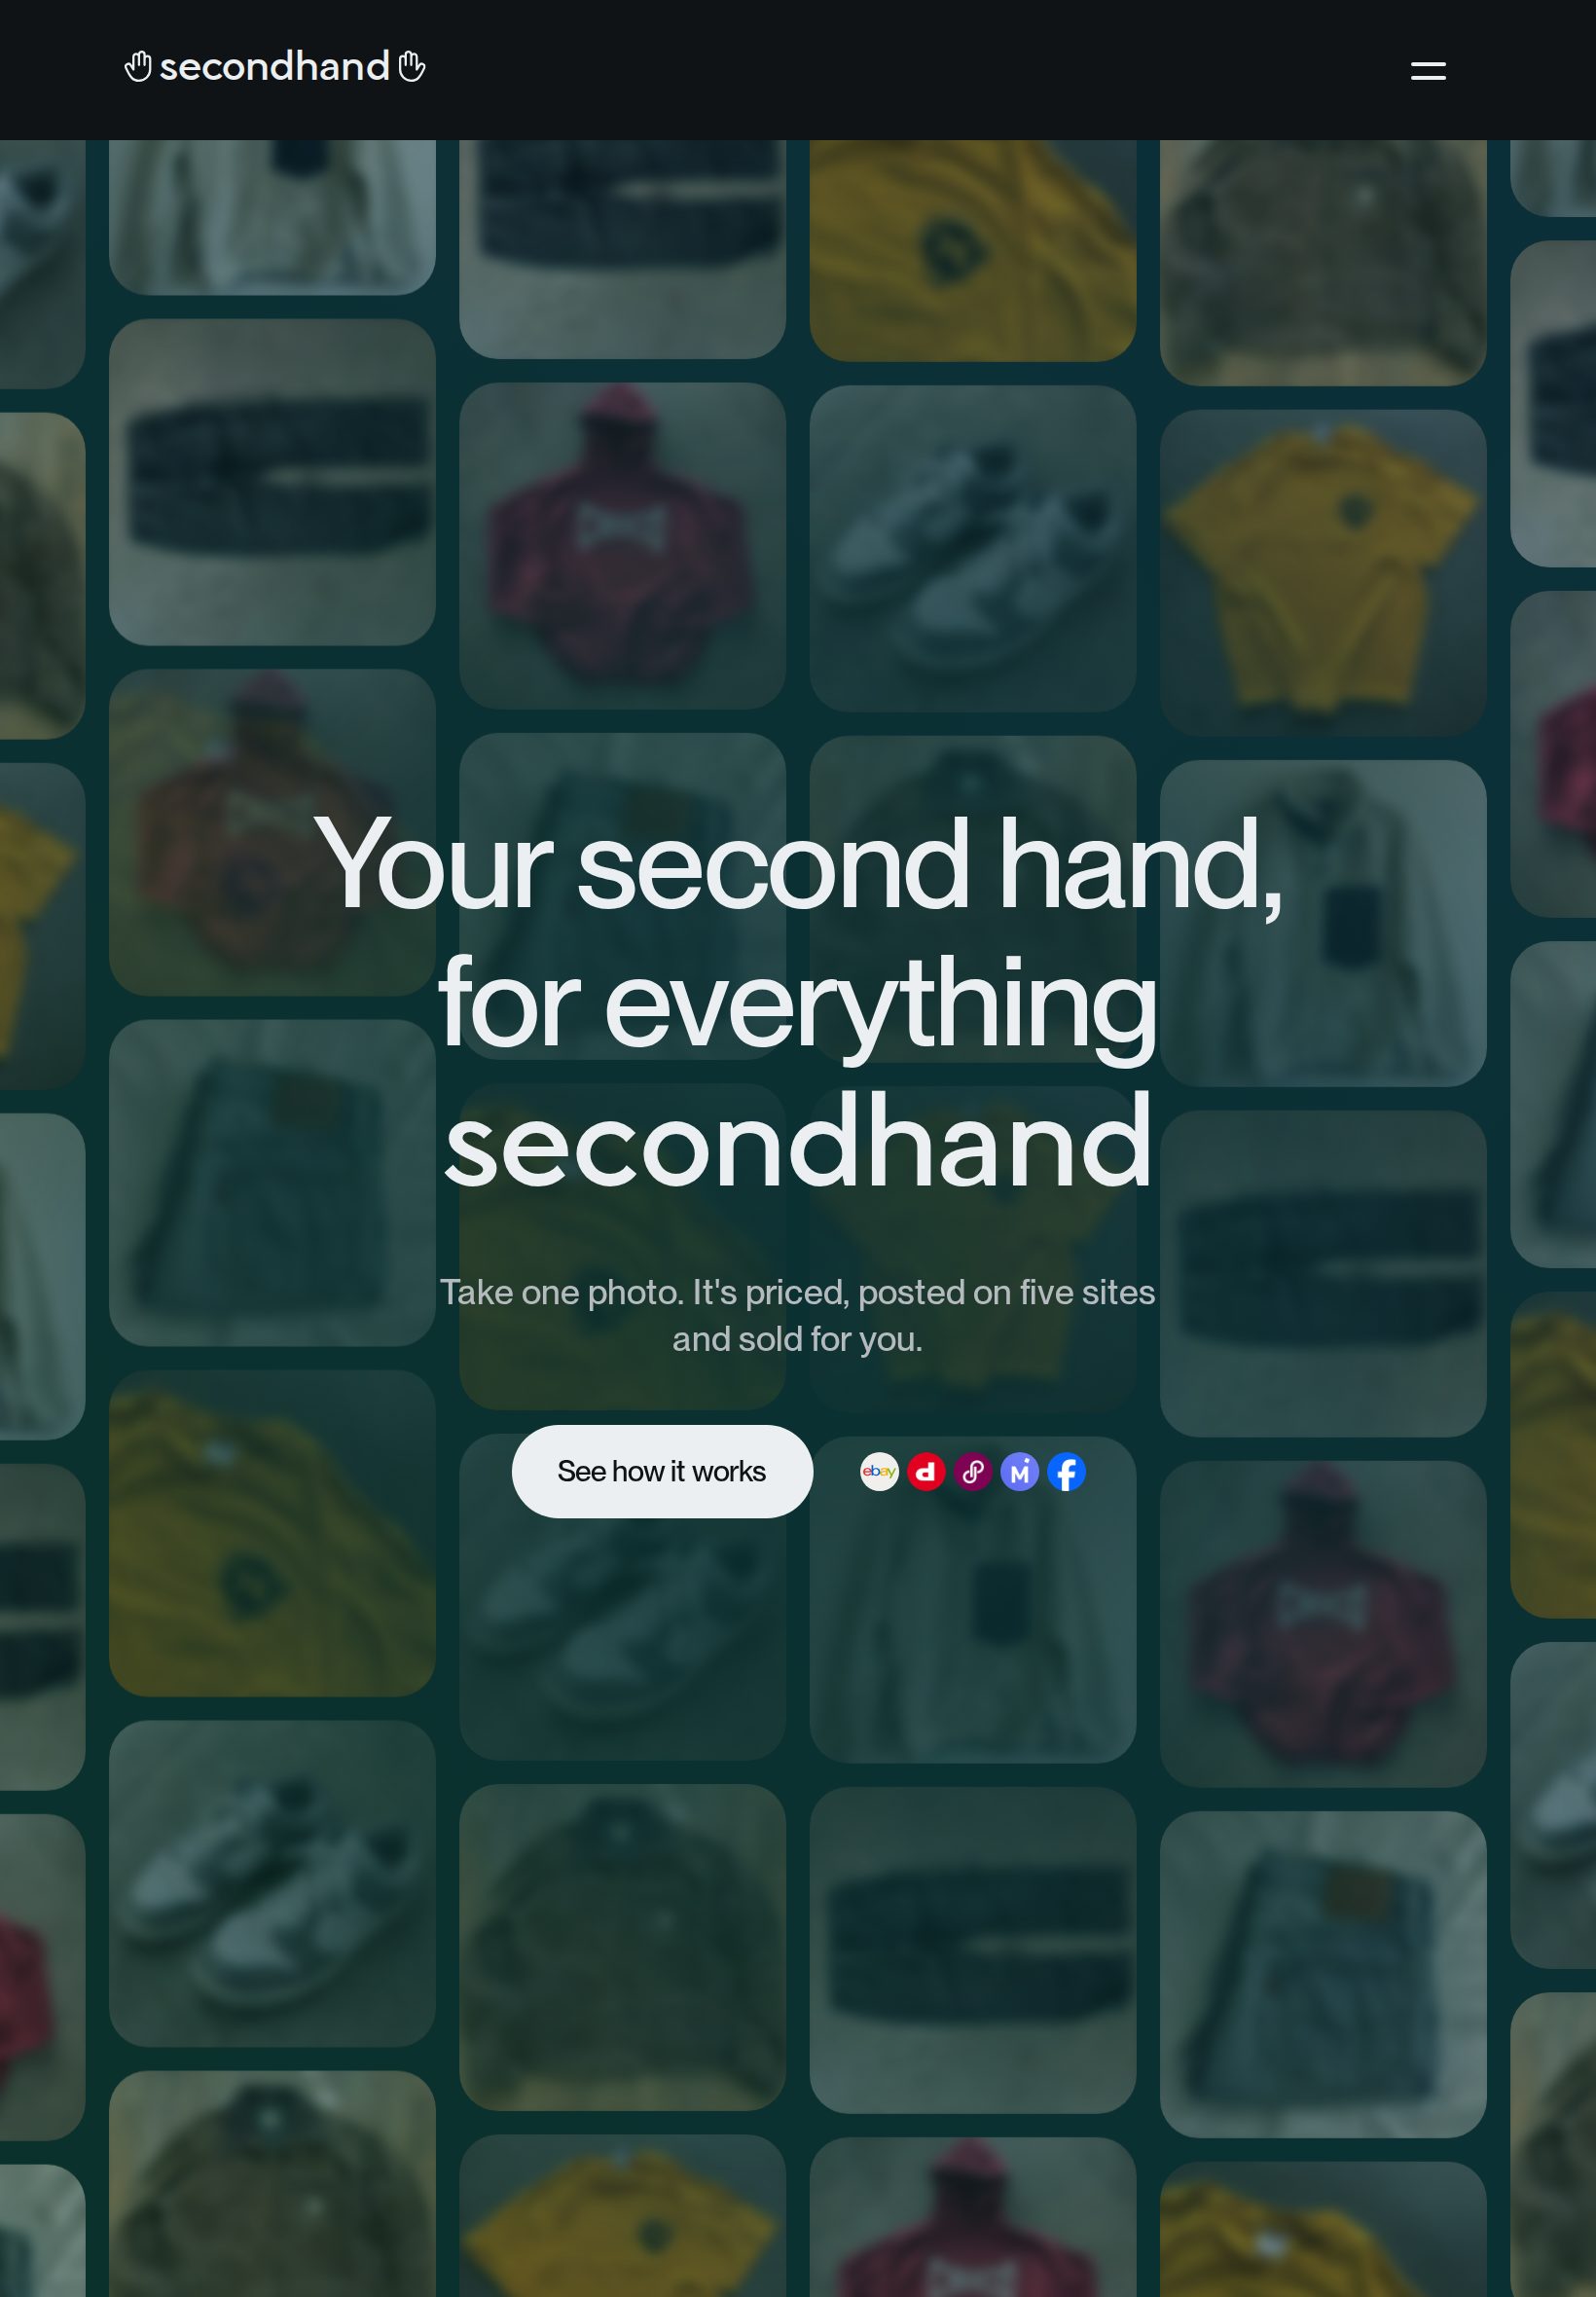 secondhand
Your second hand,
for everything
secondhand
Take one photo. It's priced, posted on five sites
and sold for you.
See how it works
ebay